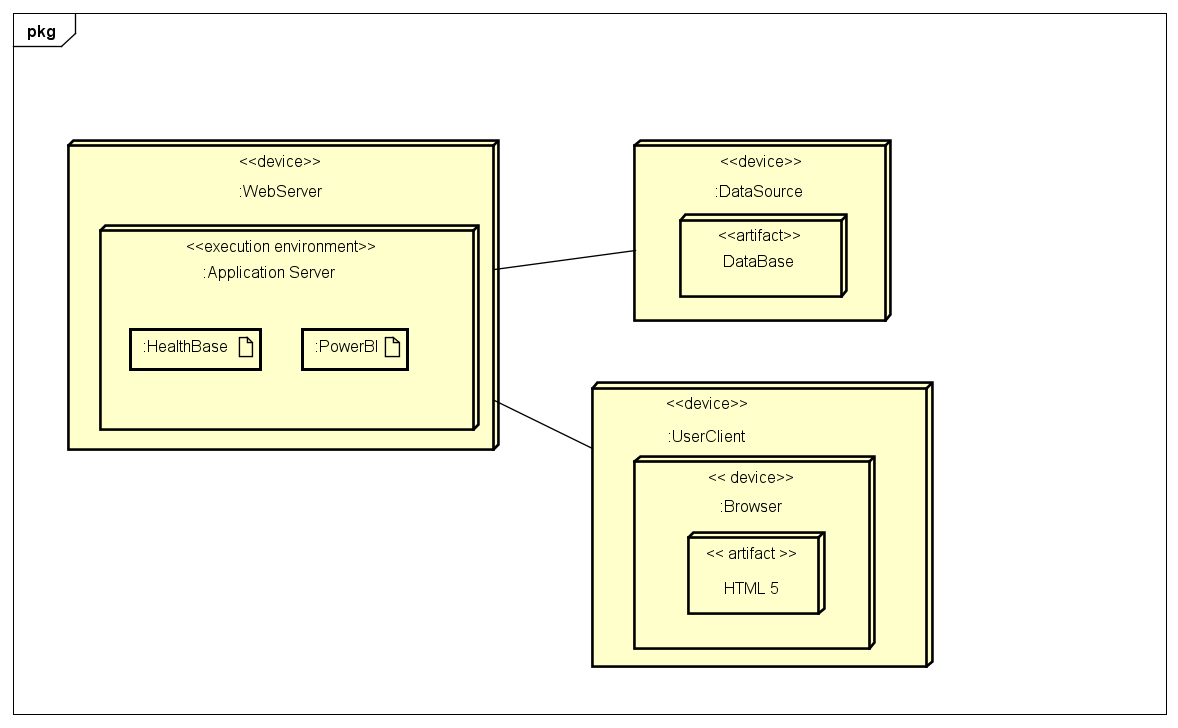 pkg
<<device>>
:WebServer
<<execution environment>>
:Application Server
:HealthBase
:PowerBI
<<device>>
:DataSource
<<artifact>>
DataBase
<<device>>
:UserClient
<< device>>
:Browser
<< artifact >>
HTML 5